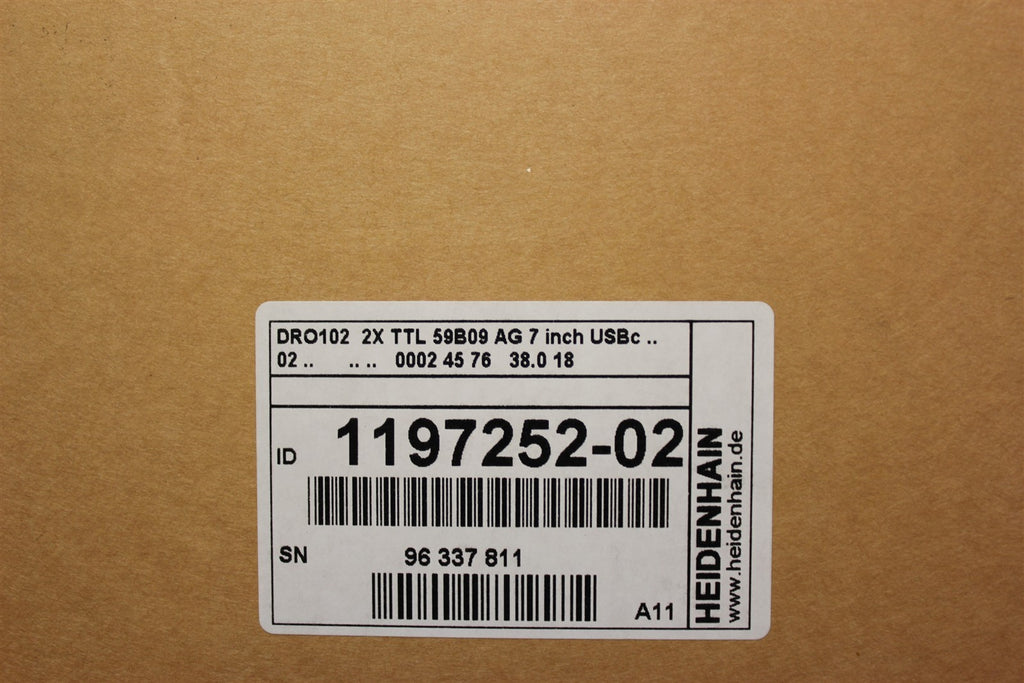 DRO102 2X TTL 59B09 AG 7 inch USBc ..
02 .. .. .. 0002 45 76 38.0 18
ID 1197252-02
SN 96 337 811
A11
HEIDENHAIN
www.heidenhain.de